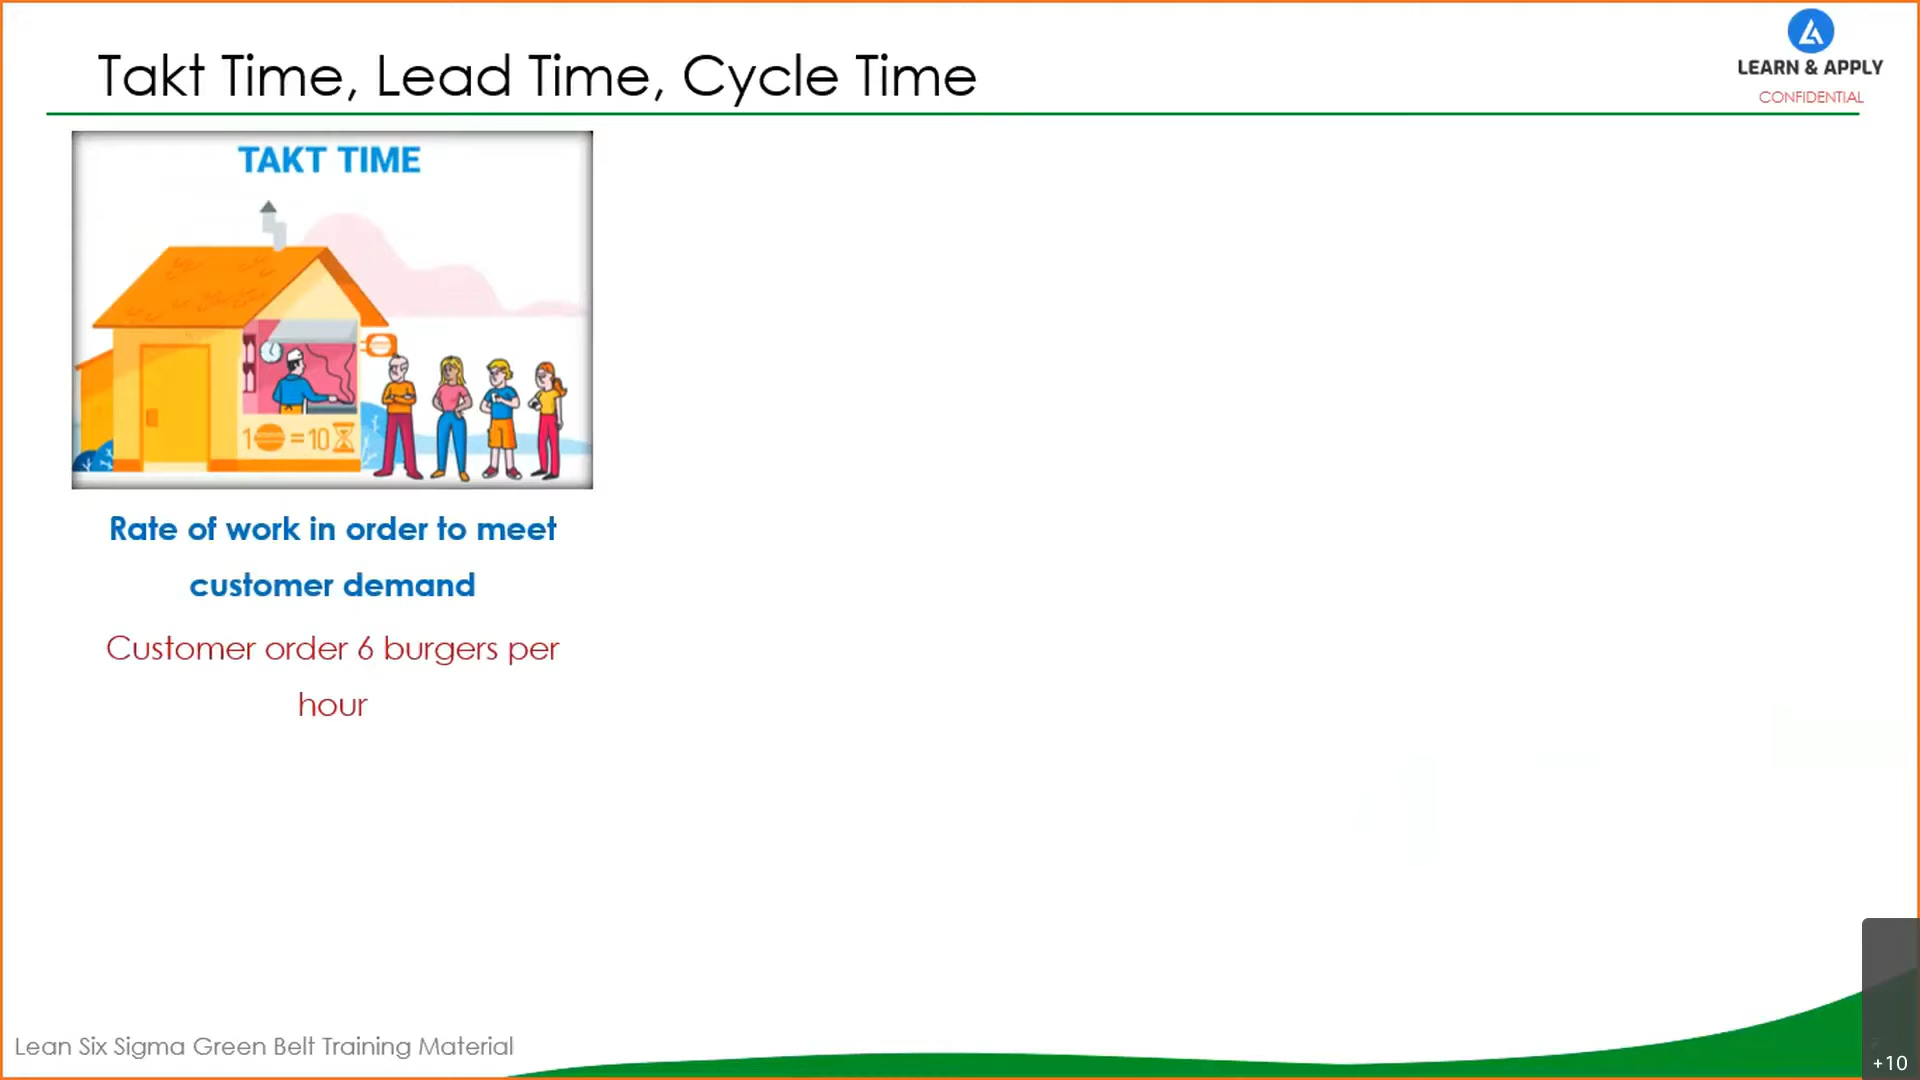 Takt Time, Lead Time, Cycle Time
LEARN & APPLY
CONFIDENTIAL
TAKT TIME
1 = 10
Rate of work in order to meet
customer demand
Customer order 6 burgers per
hour
Lean Six Sigma Green Belt Training Material
+10